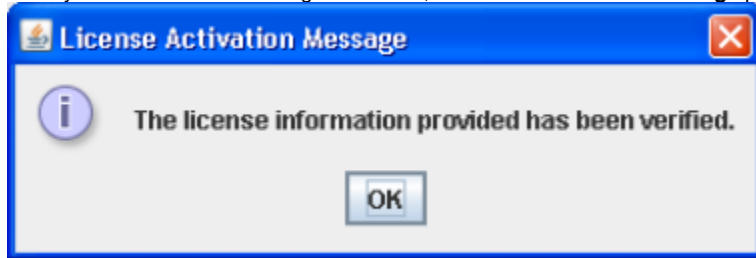 License Activation Message
The license information provided has been verified.
OK